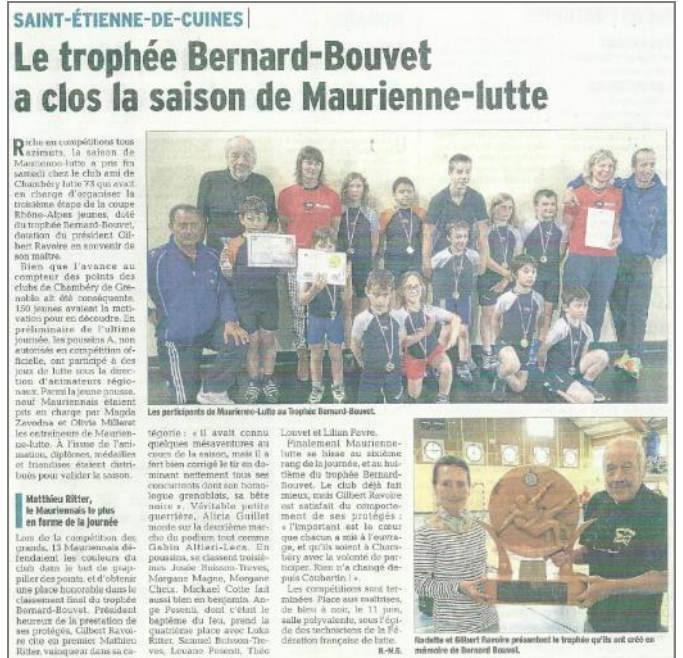 SAINT-ÉTIENNE-DE-CUINES
Le trophée Bernard-Bouvet
a clos la saison de Maurienne-lutte
Riche en compétitions tous
azimuts, la saison de
Maurienne-lutte a pris fin
samedi chez le club ami de
Chambéry lutte 73 qui avait
en charge d'organiser la
troisième étape de la coupe
Rhône-Alpes jeunes, doté
du trophée Bernard-Bouvet,
dotation du président Gil-
bert Ravoire en souvenir de
son maître.
Bien que l'avance au
compteur des points des
clubs de Chambéry de Gre-
noble ait été conséquente,
150 jeunes avaient la moti-
vation pour en découdre. En
préliminaire de l'ultime
journée, les poussins A, non
autorisés en compétition of-
ficielle, ont participé à des
jeux de lutte sous la direc-
tion d'animateurs régio-
naux. Parmi la jeune pousse,
neuf Mauriennais étaient
pris en charge par Magda
Zavodna et Olivia Milleret
les entraîneurs de Maurien-
ne-lutte. À l'issue de l'ani-
mation, diplômes, médailles
et friandises étaient distri-
bués pour valider la saison.
Matthieu Ritter,
le Mauriennais le plus
en forme de la journée
Lors de la compétition des
grands, 13 Mauriennais dé-
fendaient les couleurs du
club dans le but de grap-
piller des points, et d'obtenir
une place honorable dans le
classement final du trophée
Bernard-Bouvet. Président
heureux de la prestation de
ses protégés, Gilbert Ravoi-
re cite en premier Mathieu
Ritter, vainqueur dans sa ca-
Les participants de Maurienne-Lutte au Trophée Bernard-Bouvet.
tégorie : « il avait connu
quelques mésaventures au
cours de la saison, mais il a
fort bien corrigé le tir en do-
minant nettement tous ses
concurrents dont son homo-
logue grenoblois, sa bête
noire ». Véritable petite
guerrière, Alicia Guillet
monte sur la deuxième mar-
che du podium tout comme
Gabin Altieri-Leca. En
poussins, se classent troisiè-
mes Josée Buisson-Treves,
Morgane Magne, Morgane
Cheix. Mickael Cotte fait
aussi bien en benjamin. An-
ge Pesenti, dont c'était le
baptême du feu, prend la
quatrième place avec Luka
Ritter, Samuel Buisson-Tre-
ves, Louane Pesenti, Théo
Louvet et Lilian Favre.
Finalement Maurienne-
lutte se hisse au sixième
rang de la journée, et au hui-
tième du trophée Bernard-
Bouvet. Le club déjà fait
mieux, mais Gilbert Ravoire
est satisfait du comporte-
ment de ses protégés :
« l'important est le cœur
que chacun a mis à l'ouvra-
ge, et qu'ils soient à Cham-
béry avec la volonté de par-
ticiper. Rien n'a changé de-
puis Coubertin ! ».
Les compétitions sont ter-
minées. Place aux maîtrises,
de bleu à noir, le 11 juin,
salle polyvalente, sous l'égi-
de des techniciens de la Fé-
dération française de lutte.
Nadette et Gilbert Ravoire présentent le trophée qu'ils ont créé en
mémoire de Bernard Bouvet.